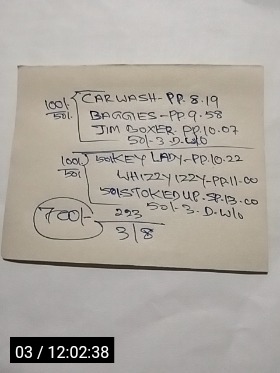 100/- CARWASH-PP.8.19
50/- BAGGIES-PP.9.58
JIM BOXER.PP.10.07
50/-3.D.W/O
100/- 50/KEY LADY-PP.10.22
50/- WHIZZY IZZY-PP.11-00
50/STOKED UP.SP.13.00
50/-3.D.W/O
700/- 293
3/8
03 / 12:02:38